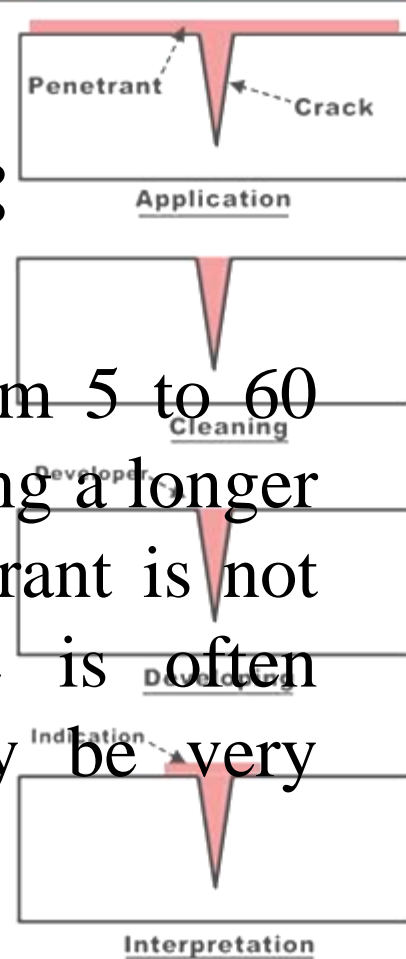 Penetrant
Crack
;
Application
m 5 to 60
Cleaning
Developer
ng a longer
rant is not
is often
Developing
Indication
y be very
Interpretation